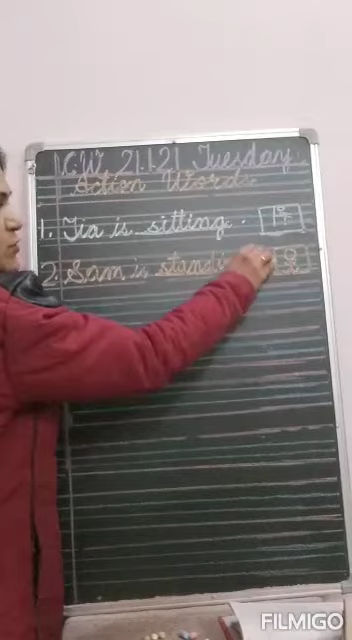 C.W. 21.1.21 Tuesday
Action Words
1. Tia is sitting.
2. Sam is standi
FILMIGO